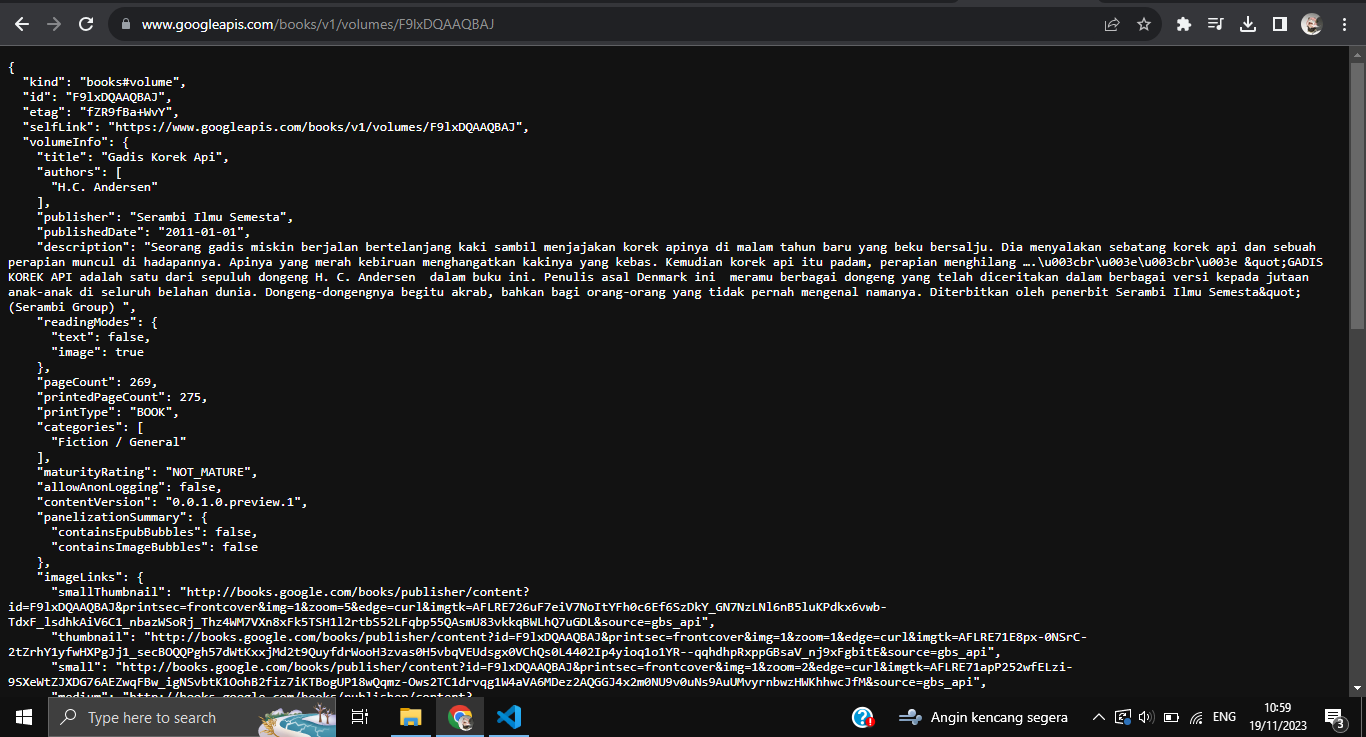 www.googleapis.com/books/v1/volumes/F9lxDQAAQBAJ
{
"kind": "books#volume",
"id": "F9lxDQAAQBAJ",
"etag": "fZR9fBa+WvY",
"selfLink": "https://www.googleapis.com/books/v1/volumes/F9lxDQAAQBAJ",
"volumeInfo": {
"title": "Gadis Korek Api",
"authors": [
"H.C. Andersen"
],
"publisher": "Serambi Ilmu Semesta",
"publishedDate": "2011-01-01",
"description": "Seorang gadis miskin berjalan bertelanjang kaki sambil menjajakan korek apinya di malam tahun baru yang beku bersalju. Dia menyalakan sebatang korek api dan sebuah
perapian muncul di hadapannya. Apinya yang merah kebiruan menghangatkan kakinya yang kebas. Kemudian korek api itu padam, perapian menghilang ….\u003cbr\u003e\u003cbr\u003e &quot;GADIS
KOREK API adalah satu dari sepuluh dongeng H. C. Andersen  dalam buku ini. Penulis asal Denmark ini  meramu berbagai dongeng yang telah diceritakan dalam berbagai versi kepada jutaan
anak-anak di seluruh belahan dunia. Dongeng-dongengnya begitu akrab, bahkan bagi orang-orang yang tidak pernah mengenal namanya. Diterbitkan oleh penerbit Serambi Ilmu Semesta&quot;
(Serambi Group) ",
"readingModes": {
"text": false,
"image": true
},
"pageCount": 269,
"printedPageCount": 275,
"printType": "BOOK",
"categories": [
"Fiction / General"
],
"maturityRating": "NOT_MATURE",
"allowAnonLogging": false,
"contentVersion": "0.0.1.0.preview.1",
"panelizationSummary": {
"containsEpubBubbles": false,
"containsImageBubbles": false
},
"imageLinks": {
"smallThumbnail": "http://books.google.com/books/publisher/content?
id=F9lxDQAAQBAJ&printsec=frontcover&img=1&zoom=5&edge=curl&imgtk=AFLRE726uF7eiV7NoItYFh0c6Ef6SzDkY_GN7NzLNl6nB5luKPdkx6vwb-
TdxF_lsdhkAiV6C1_nbazWSoRj_Thz4WM7VXn8xFk5TSH1l2rtbS52LFqbp55QAsmU83vkkqBWLhQ7uGDL&source=gbs_api",
"thumbnail": "http://books.google.com/books/publisher/content?id=F9lxDQAAQBAJ&printsec=frontcover&img=1&zoom=1&edge=curl&imgtk=AFLRE71E8px-0NSrC-
2tZrhY1yfwHXPgJj1_secBOQQPgh57dWtKxxjMd2t9QuyfdrWooH3zvas0H5vbqVEUdsgx0VChQs0L4402Ip4yioq1o1YR--qqhdhpRxppGBsaV_nj9xFgbitE&source=gbs_api",
"small": "http://books.google.com/books/publisher/content?id=F9lxDQAAQBAJ&printsec=frontcover&img=1&zoom=2&edge=curl&imgtk=AFLRE71apP252wfELzi-
9SXeWtZJXDG76AEZwqFBw_igNSvbtK1OohB2fiz7iKTBogUP18wQqmz-Ows2TC1drvqg1W4aVA6MDez2AQGGJ4x2m0NU9v0uNs9AuUMvyrnbwzHWKhhwcJfM&source=gbs_api",
"medium": "http://books.google.com/books/publisher/content?
Type here to search
Angin kencang segera
ENG
10:59
19/11/2023
3